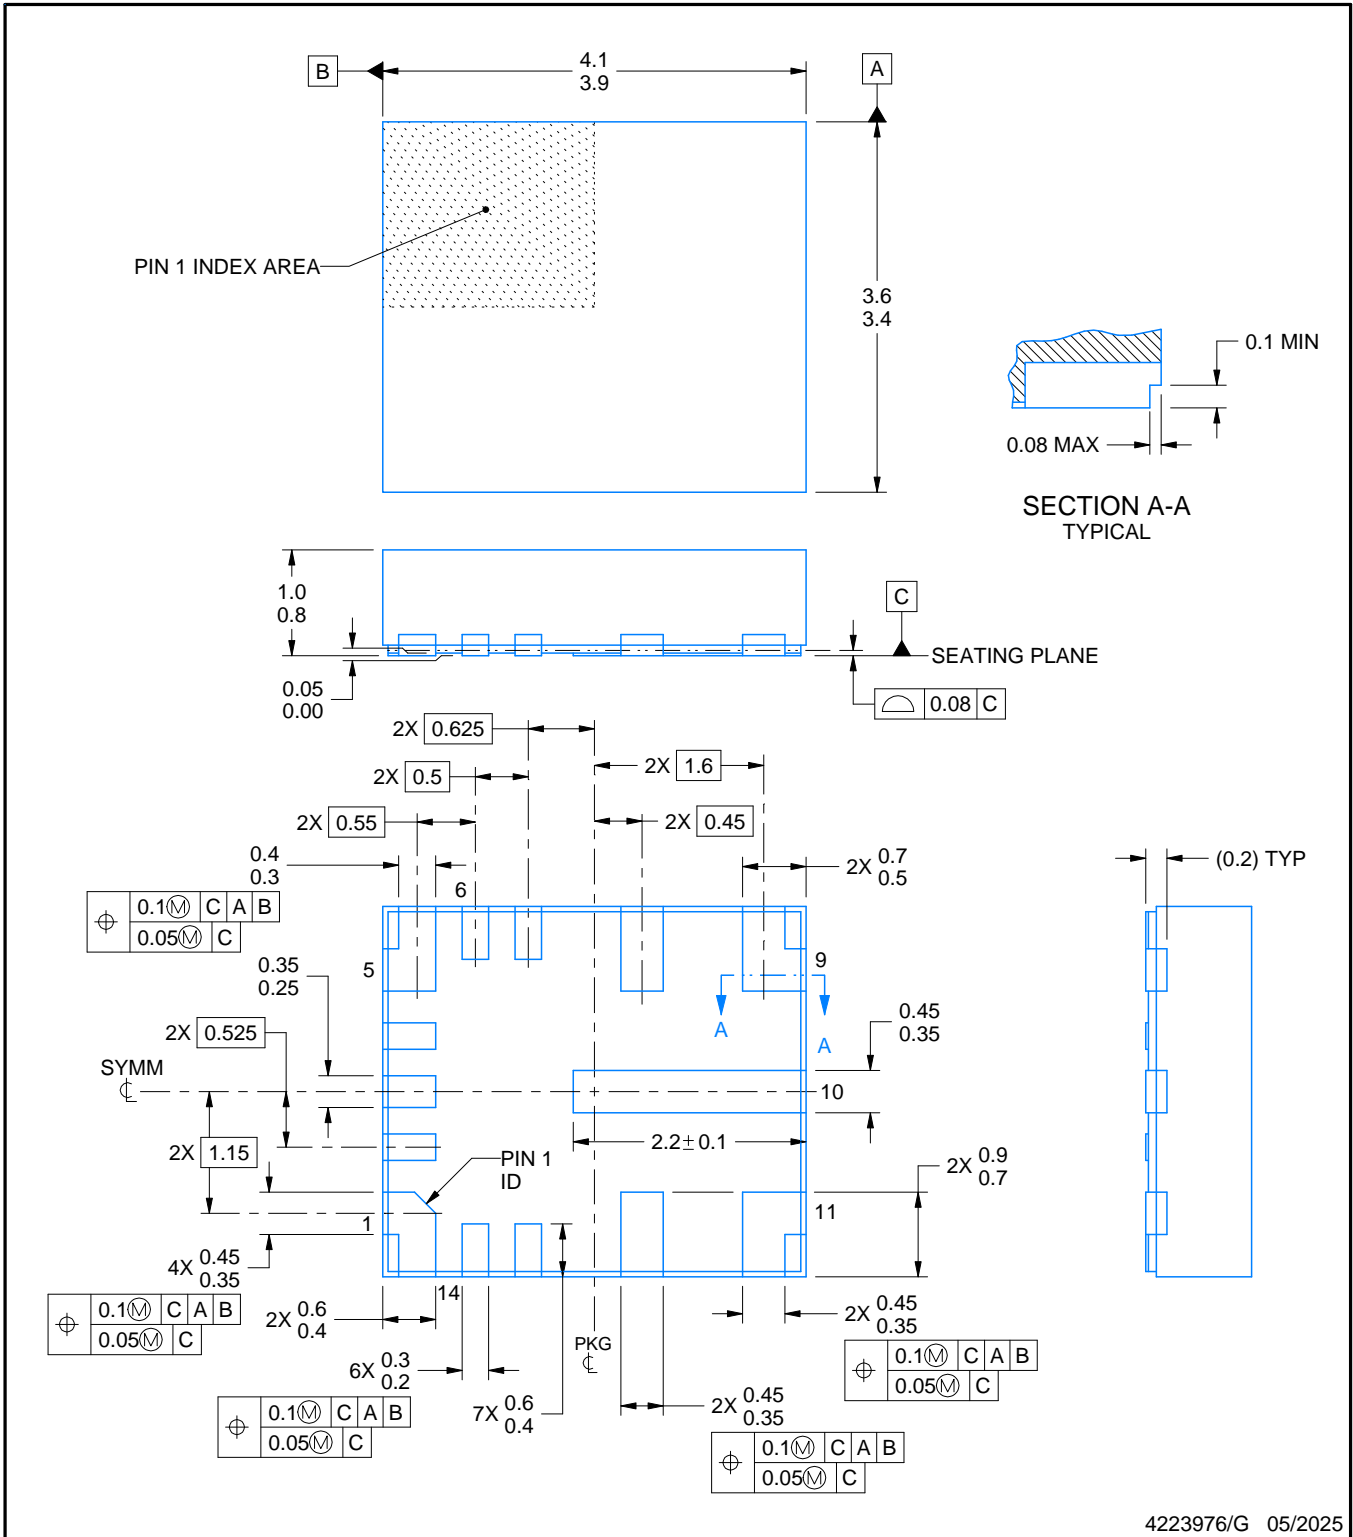 B
4.1
3.9
A
PIN 1 INDEX AREA
3.6
3.4
0.1 MIN
0.08 MAX
SECTION A-A
TYPICAL
1.0
0.8
C
SEATING PLANE
0.05
0.00
0.08 C
2X 0.625
2X 1.6
2X 0.5
2X 0.55
2X 0.45
0.4
0.3
2X 0.7
0.5
(0.2) TYP
6
0.1Ⓜ C A B
0.05Ⓜ C
5
9
0.35
0.25
A
A
0.45
0.35
2X 0.525
SYMM
℄
10
2X 1.15
2.2±0.1
PIN 1
ID
2X 0.9
0.7
1
11
4X 0.45
0.35
14
0.1Ⓜ C A B
0.05Ⓜ C
2X 0.6
0.4
2X 0.45
0.35
PKG
℄
0.1Ⓜ C A B
0.05Ⓜ C
6X 0.3
0.2
7X 0.6
0.4
2X 0.45
0.35
0.1Ⓜ C A B
0.05Ⓜ C
0.1Ⓜ C A B
0.05Ⓜ C
4223976/G 05/2025